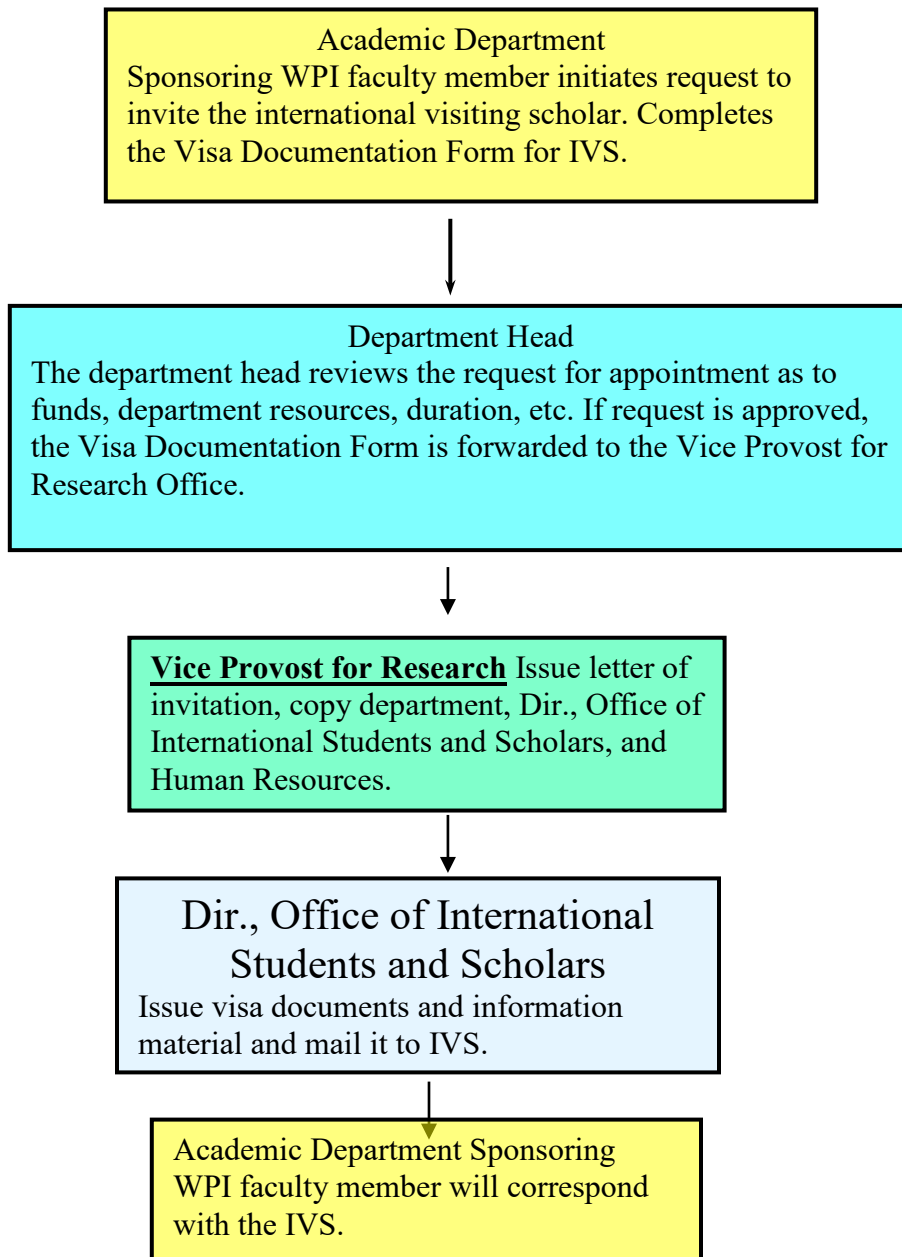 Academic Department
Sponsoring WPI faculty member initiates request to
invite the international visiting scholar. Completes
the Visa Documentation Form for IVS.
Department Head
The department head reviews the request for appointment as to
funds, department resources, duration, etc. If request is approved,
the Visa Documentation Form is forwarded to the Vice Provost for
Research Office.
Vice Provost for Research Issue letter of
invitation, copy department, Dir., Office of
International Students and Scholars, and
Human Resources.
Dir., Office of International
Students and Scholars
Issue visa documents and information
material and mail it to IVS.
Academic Department Sponsoring
WPI faculty member will correspond
with the IVS.